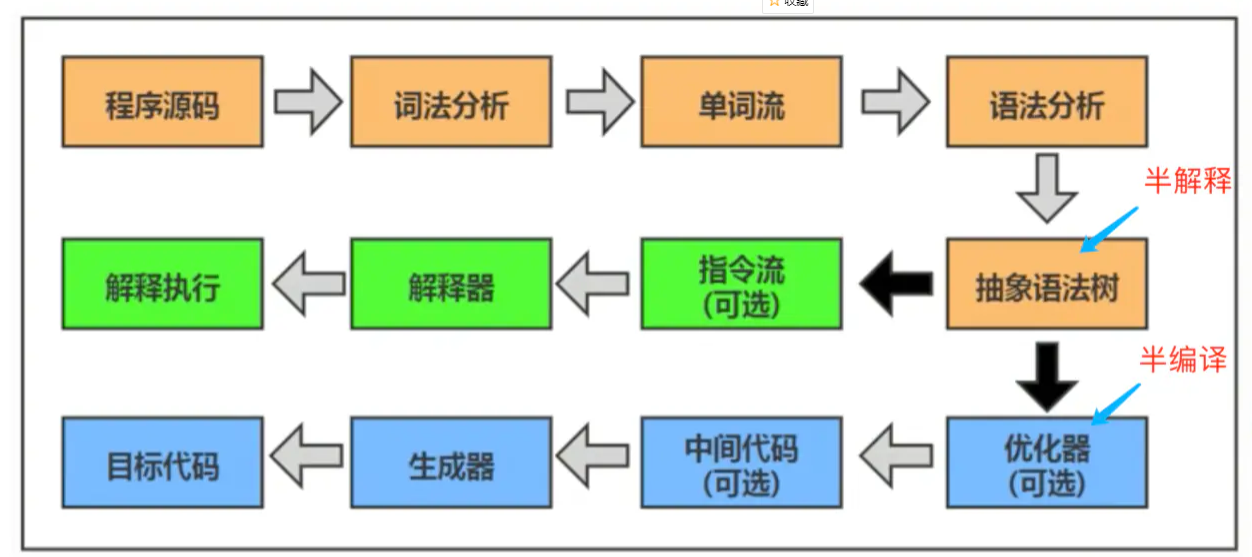 收藏
程序源码
词法分析
单词流
语法分析
半解释
解释执行
解释器
指令流
(可选)
抽象语法树
半编译
目标代码
生成器
中间代码
(可选)
优化器
(可选)